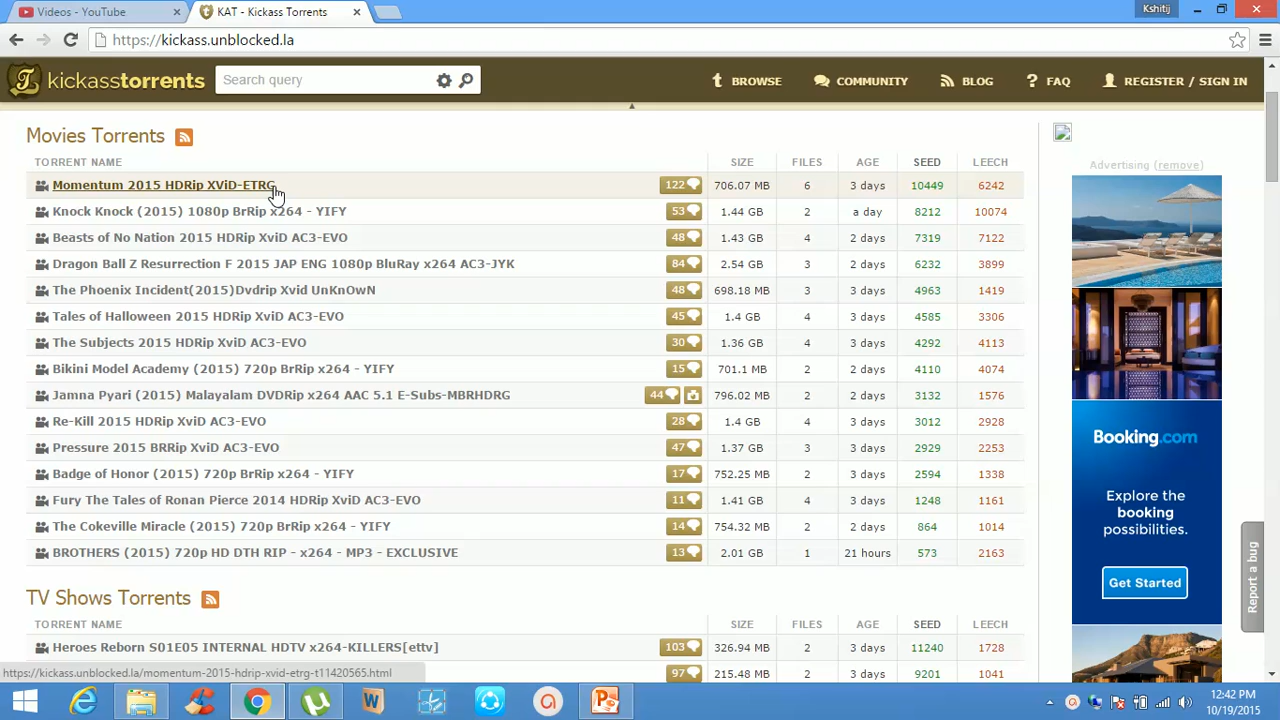 Videos - YouTube
KAT - Kickass Torrents
Kshitij
https://kickass.unblocked.la
kickasstorrents
Search query
BROWSE
COMMUNITY
BLOG
FAQ
REGISTER / SIGN IN
Movies Torrents
TORRENT NAME SIZE FILES AGE SEED LEECH
Momentum 2015 HDRip XViD-ETRG 122 706.07 MB 6 3 days 10449 6242
Knock Knock (2015) 1080p BrRip x264 - YIFY 53 1.44 GB 2 a day 8212 10074
Beasts of No Nation 2015 HDRip XviD AC3-EVO 48 1.43 GB 4 2 days 7319 7122
Dragon Ball Z Resurrection F 2015 JAP ENG 1080p BluRay x264 AC3-JYK 84 2.54 GB 3 2 days 6232 3899
The Phoenix Incident(2015)Dvdrip Xvid UnKnOwN 48 698.18 MB 3 3 days 4963 1419
Tales of Halloween 2015 HDRip XviD AC3-EVO 45 1.4 GB 4 3 days 4585 3306
The Subjects 2015 HDRip XviD AC3-EVO 30 1.36 GB 4 3 days 4292 4113
Bikini Model Academy (2015) 720p BrRip x264 - YIFY 15 701.1 MB 2 2 days 4110 4074
Jamna Pyari (2015) Malayalam DVDRip x264 AAC 5.1 E-Subs-MBRHDRG 44 796.02 MB 2 2 days 3132 1576
Re-Kill 2015 HDRip XviD AC3-EVO 28 1.4 GB 4 3 days 3012 2928
Pressure 2015 BRRip XviD AC3-EVO 47 1.37 GB 3 3 days 2929 2253
Badge of Honor (2015) 720p BrRip x264 - YIFY 17 752.25 MB 2 3 days 2594 1338
Fury The Tales of Ronan Pierce 2014 HDRip XviD AC3-EVO 11 1.41 GB 4 3 days 1248 1161
The Cokeville Miracle (2015) 720p BrRip x264 - YIFY 14 754.32 MB 2 2 days 864 1014
BROTHERS (2015) 720p HD DTH RIP - x264 - MP3 - EXCLUSIVE 13 2.01 GB 1 21 hours 573 2163
TV Shows Torrents
TORRENT NAME SIZE FILES AGE SEED LEECH
Heroes Reborn S01E05 INTERNAL HDTV x264-KILLERS[ettv] 103 326.94 MB 2 3 days 11240 1728
97 215.48 MB 2 3 days 9201 1041
https://kickass.unblocked.la/momentum-2015-hdrip-xvid-etrg-t11420565.html
Advertising (remove)
Booking.com
Explore the
booking
possibilities.
Get Started
Report a bug
12:42 PM
10/19/2015